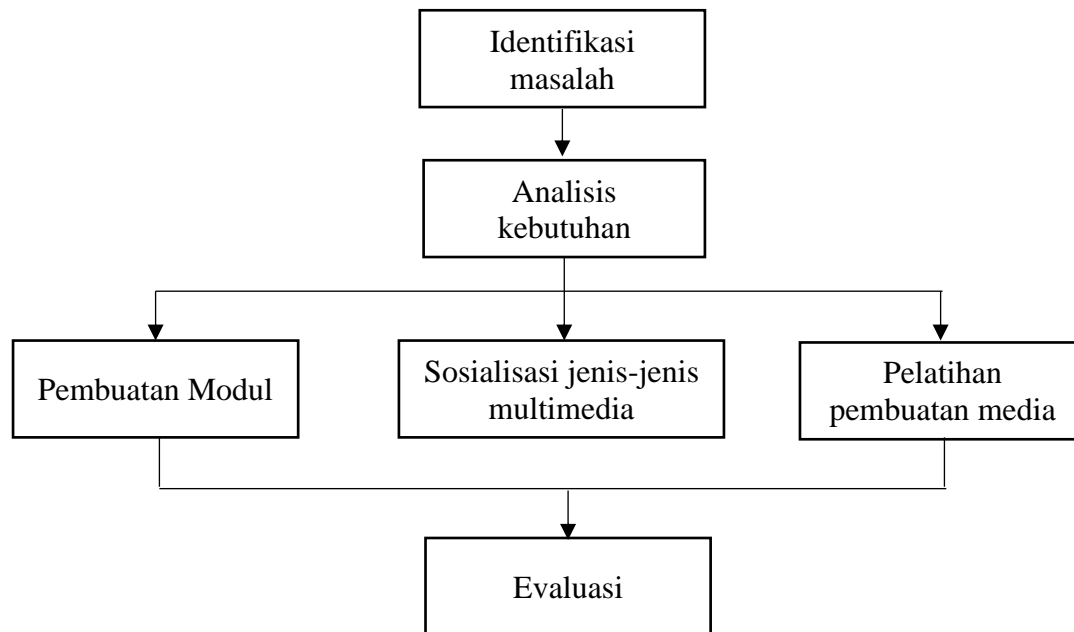 Identifikasi
masalah
Analisis
kebutuhan
Pembuatan Modul
Sosialisasi jenis-jenis
multimedia
Pelatihan
pembuatan media
Evaluasi